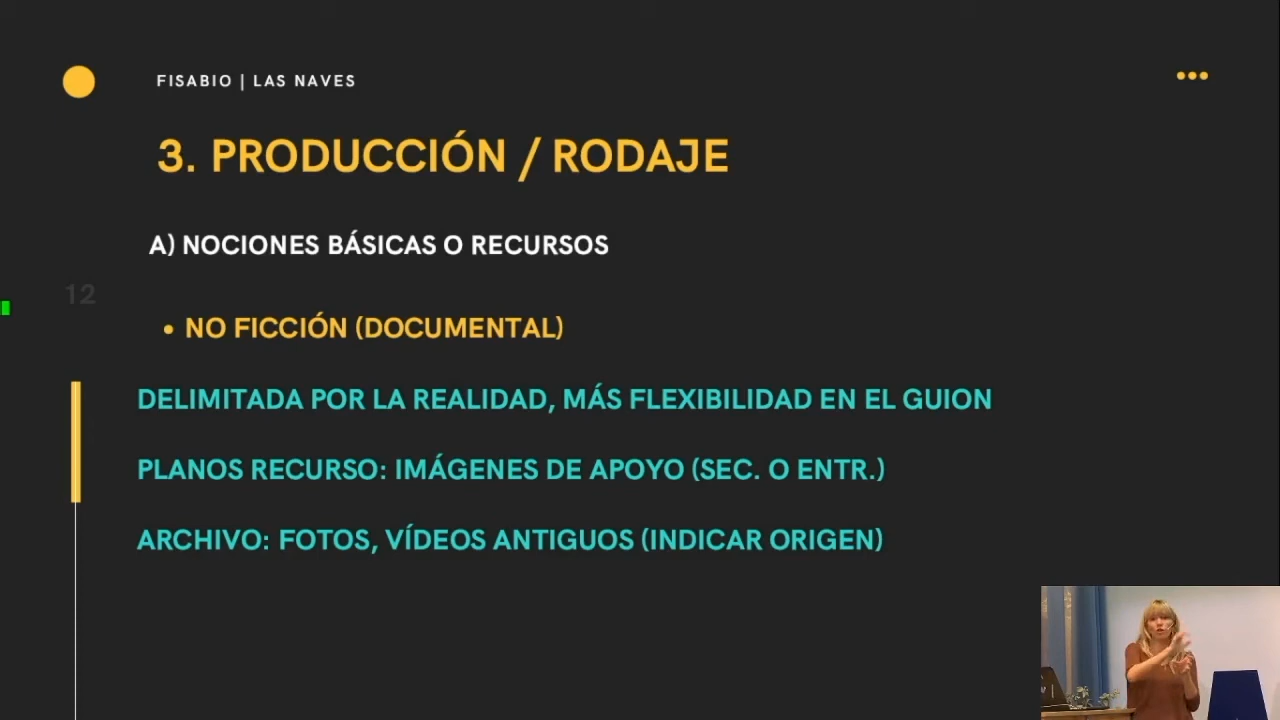 FISABIO | LAS NAVES
3. PRODUCCIÓN / RODAJE
A) NOCIONES BÁSICAS O RECURSOS
12
• NO FICCIÓN (DOCUMENTAL)
DELIMITADA POR LA REALIDAD, MÁS FLEXIBILIDAD EN EL GUION
PLANOS RECURSO: IMÁGENES DE APOYO (SEC. O ENTR.)
ARCHIVO: FOTOS, VÍDEOS ANTIGUOS (INDICAR ORIGEN)